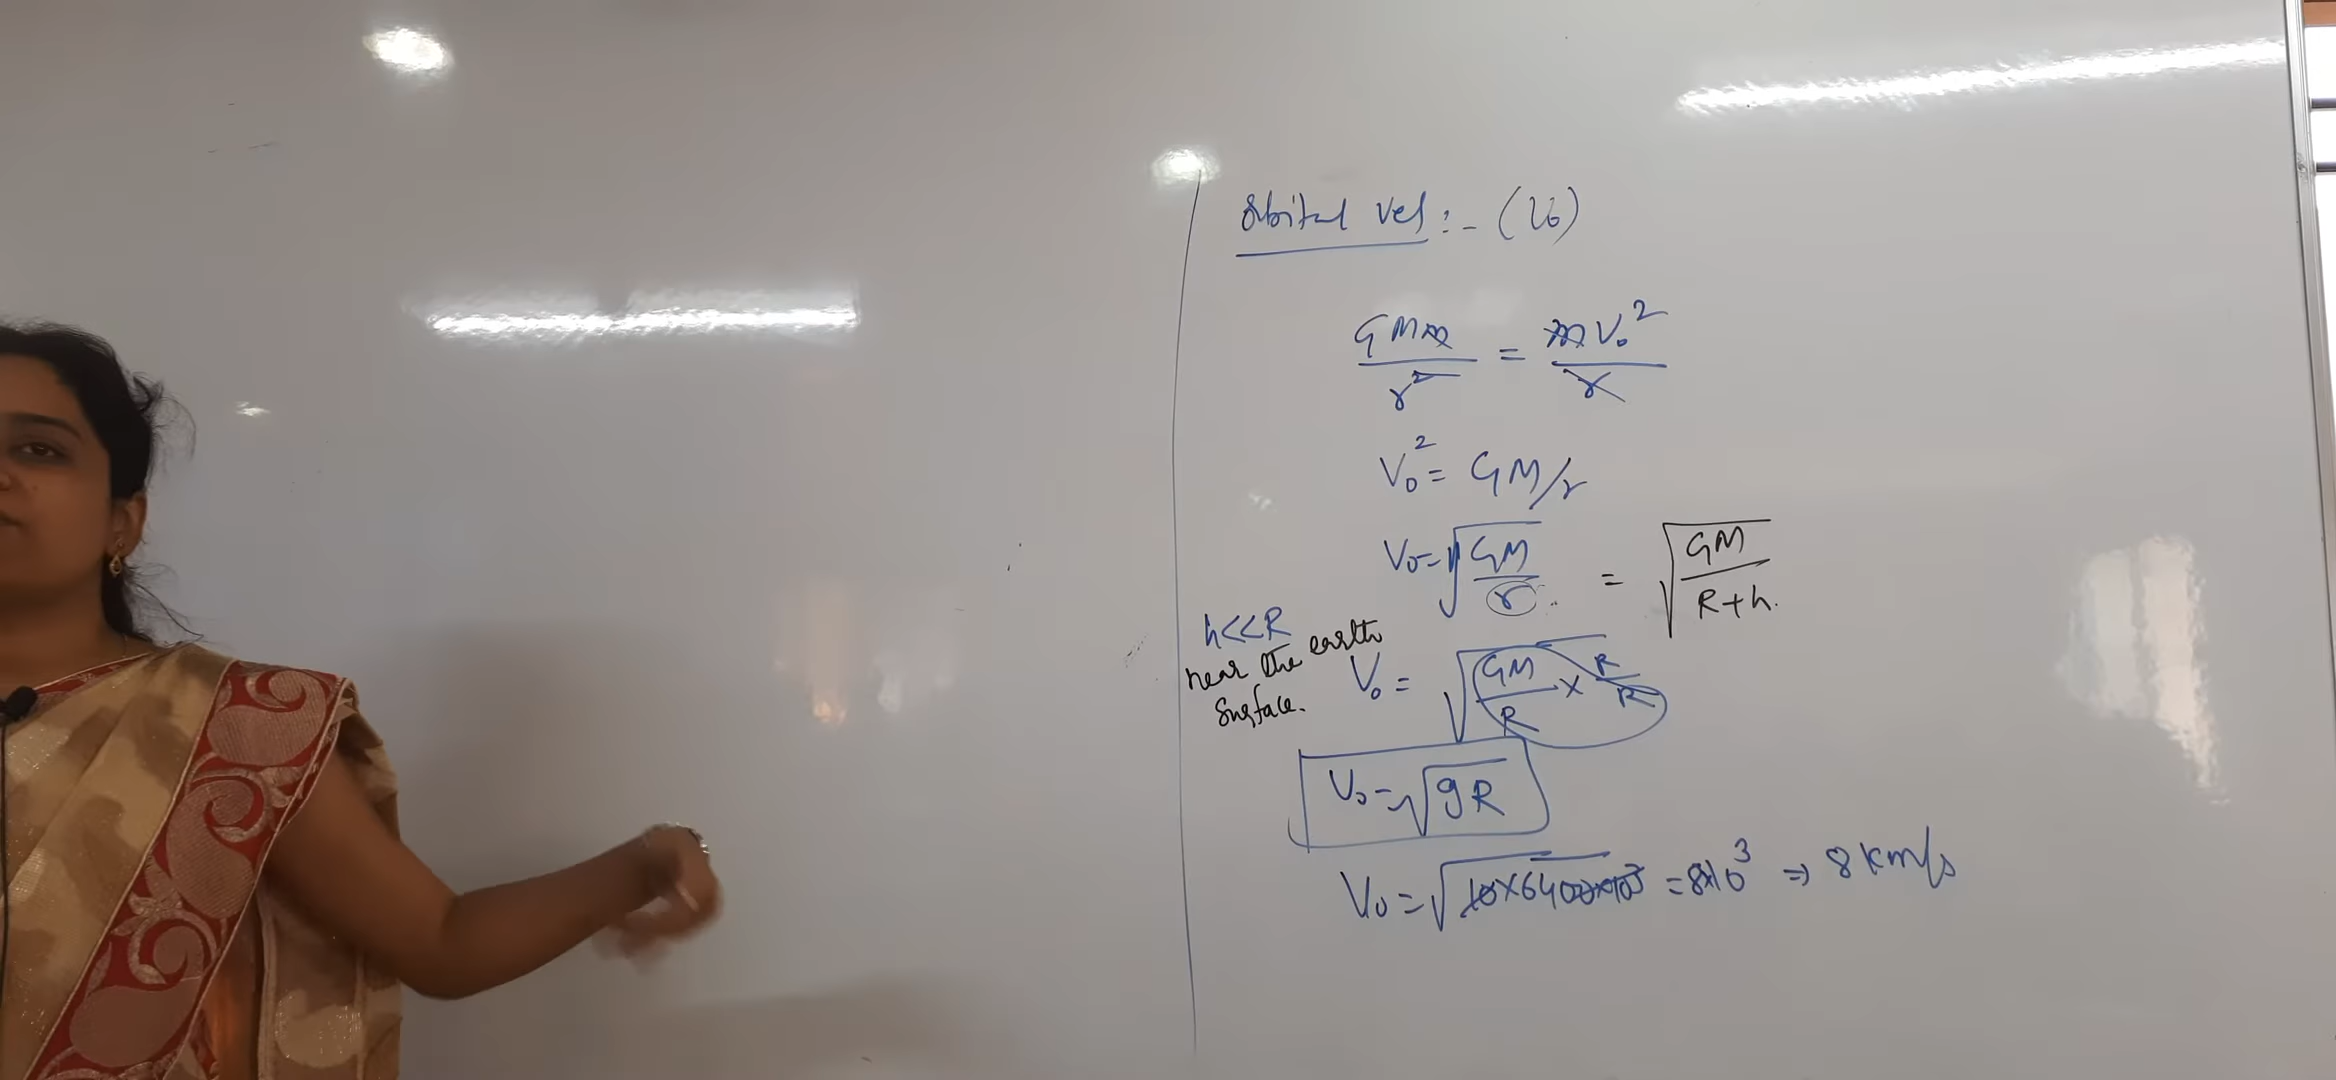 Orbital Vel :- (V₀)
GMm/r² = mV₀²/r
V₀² = GM/r
V₀ = √(GM/r) = √(GM/(R+h))
h<<R
near the earth
surface.
V₀ = √(GM/R × R/R)
V₀ = √(gR)
V₀ = √(10×6400×10³) = 8×10³ ⇒ 8 km/s